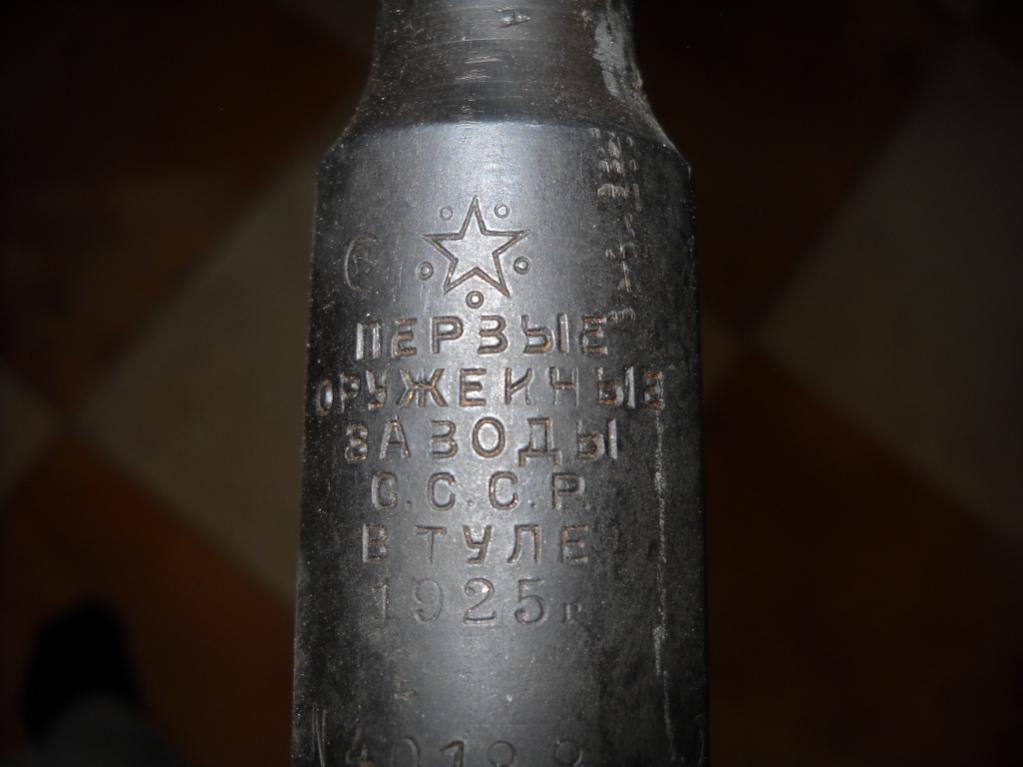 ПЕРВЫЕ
ОРУЖЕЙНЫЕ
ЗАВОДЫ
С.С.С.Р.
В ТУЛЕ
1925г.